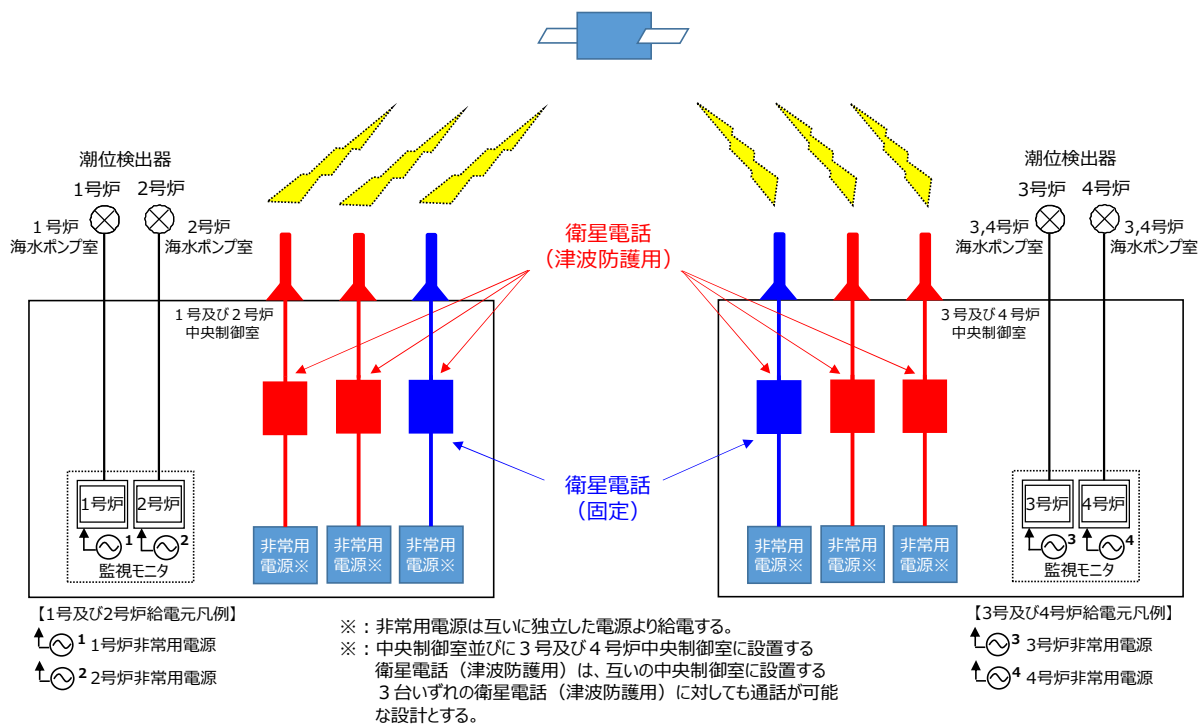 潮位検出器
1号炉 2号炉
1号炉
海水ポンプ室
2号炉
海水ポンプ室
衛星電話
（津波防護用）
潮位検出器
3号炉 4号炉
3,4号炉
海水ポンプ室
3,4号炉
海水ポンプ室
1号及び2号炉
中央制御室
3号及び4号炉
中央制御室
衛星電話
（固定）
1号炉 2号炉
1 2
監視モニタ
非常用
電源※
非常用
電源※
非常用
電源※
非常用
電源※
非常用
電源※
非常用
電源※
3号炉 4号炉
3 4
監視モニタ
【1号及び2号炉給電元凡例】
1 1号炉非常用電源
2 2号炉非常用電源
※：非常用電源は互いに独立した電源より給電する。
※：中央制御室並びに３号及び４号炉中央制御室に設置する
衛星電話（津波防護用）は、互いの中央制御室に設置する
３台いずれの衛星電話（津波防護用）に対しても通話が可能
な設計とする。
【3号及び4号炉給電元凡例】
3 3号炉非常用電源
4 4号炉非常用電源